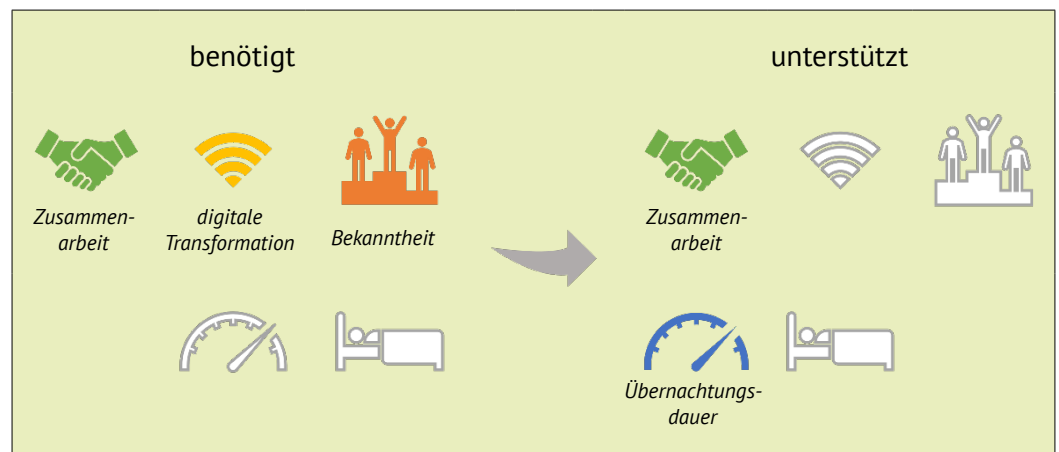 benötigt
unterstützt
Zusammen-
arbeit
digitale
Transformation
Bekanntheit
Zusammen-
arbeit
Übernachtungs-
dauer